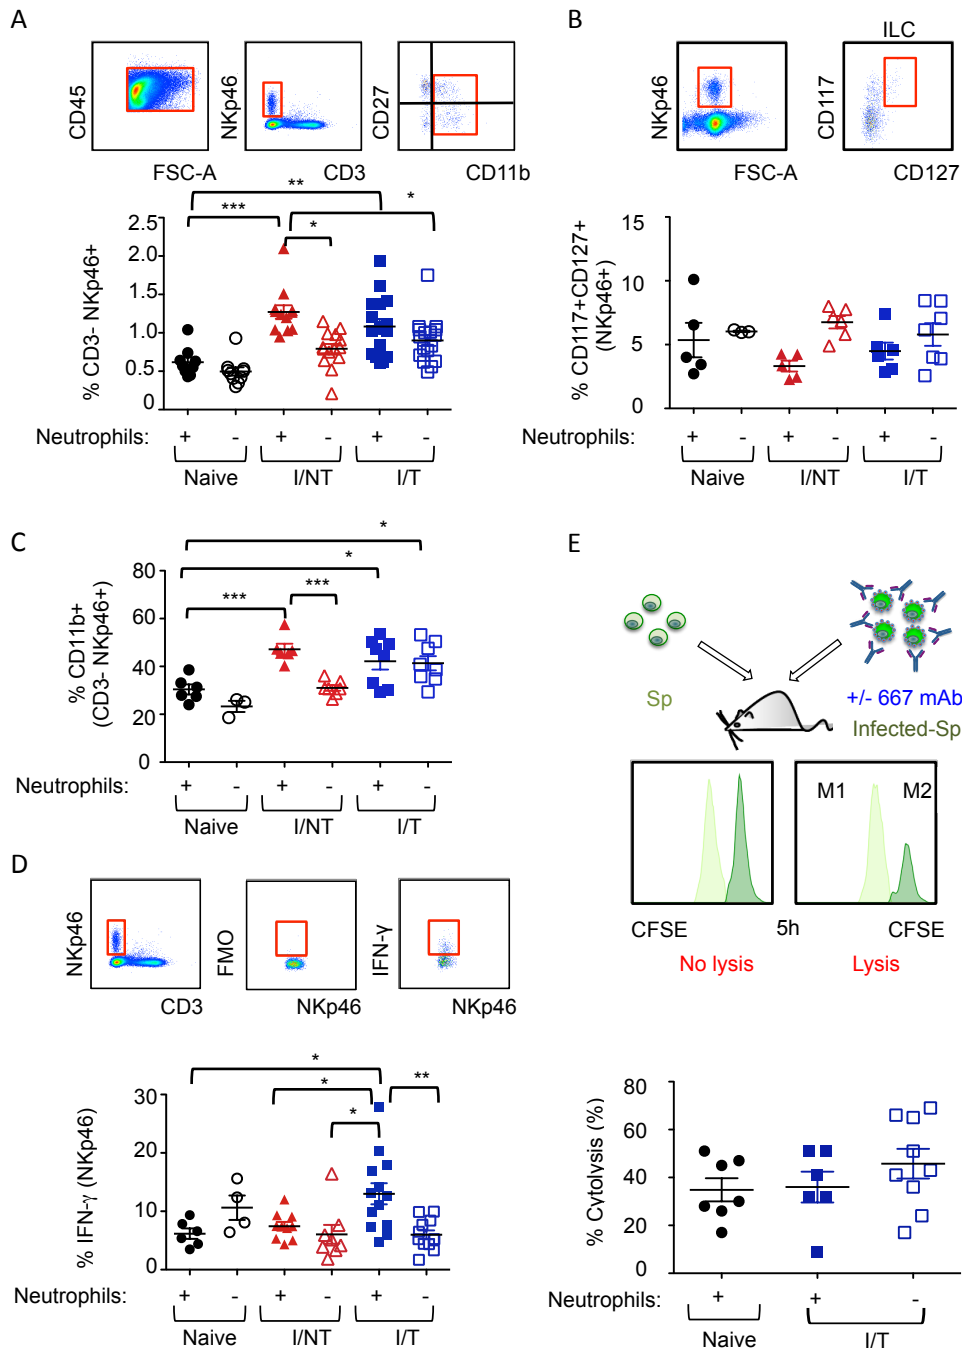 A
CD45
FSC-A
NKp46
CD3
CD27
CD11b
**
***
*
*
% CD3- NKp46+
2.5
2.0
1.5
1.0
0.5
0
Neutrophils: + - + - + -
Naive I/NT I/T
B
NKp46
FSC-A
ILC
CD117
CD127
% CD117+CD127+
(NKp46+)
15
10
5
0
Neutrophils: + - + - + -
Naive I/NT I/T
C
*
*
***
***
% CD11b+
(CD3- NKp46+)
80
60
40
20
0
Neutrophils: + - + - + -
Naive I/NT I/T
D
NKp46
CD3
FMO
NKp46
IFN-γ
NKp46
*
*
*
**
% IFN-γ (NKp46)
30
20
10
0
Neutrophils: + - + - + -
Naive I/NT I/T
E
Sp
+/- 667 mAb
Infected-Sp
M1 M2
CFSE 5h CFSE
No lysis Lysis
% Cytolysis (%)
80
60
40
20
0
Neutrophils: + + -
Naive I/T